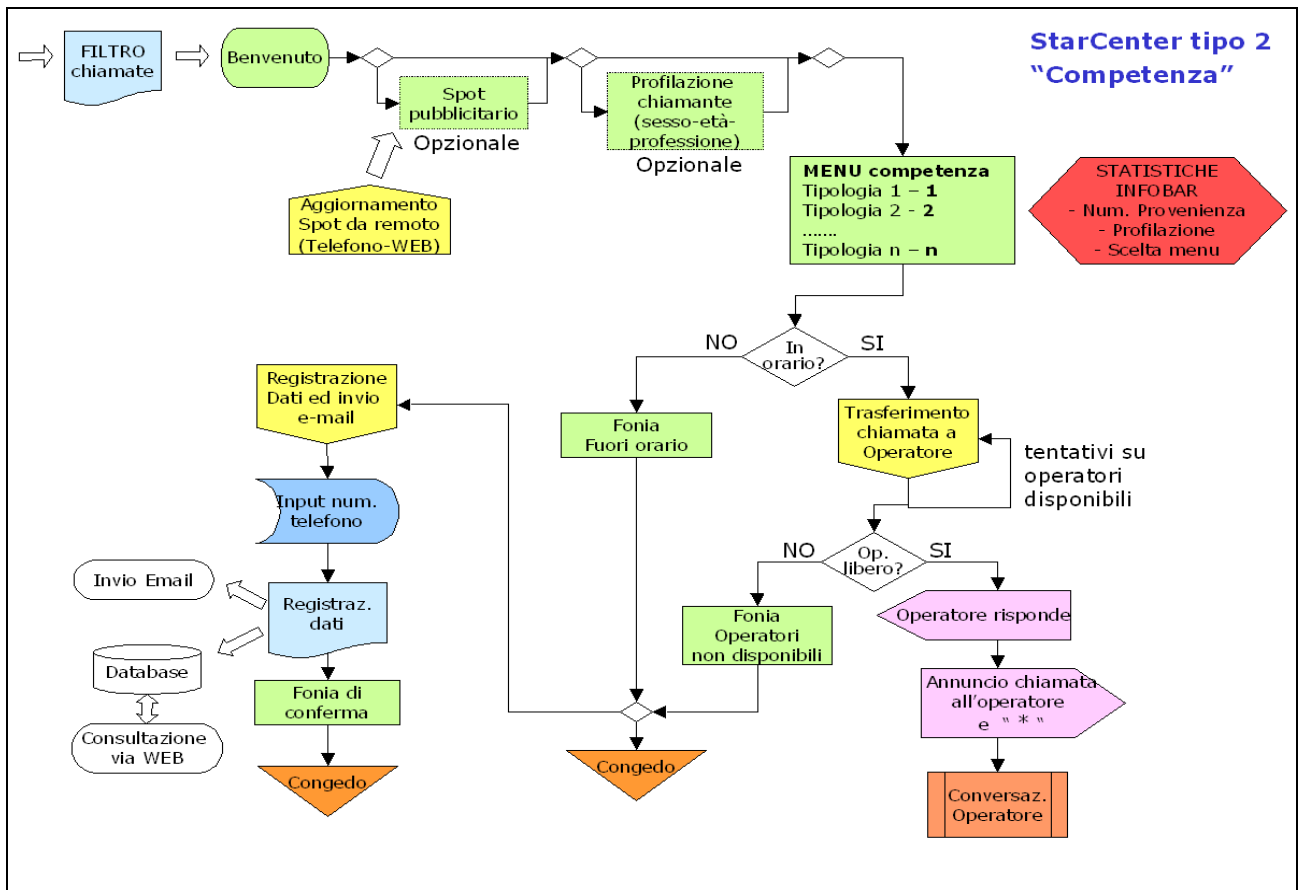 StarCenter tipo 2
“Competenza”
FILTRO
chiamate
Benvenuto
Spot
pubblicitario
Opzionale
Profilazione
chiamante
(sesso-età-
professione)
Opzionale
Aggiornamento
Spot da remoto
(Telefono-WEB)
MENU competenza
Tipologia 1 – 1
Tipologia 2 - 2
.......
Tipologia n – n
STATISTICHE
INFOBAR
- Num. Provenienza
- Profilazione
- Scelta menu
NO
In
orario?
SI
Registrazione
Dati ed invio
e-mail
Fonia
Fuori orario
Trasferimento
chiamata a
Operatore
tentativi su
operatori
disponibili
Input num.
telefono
NO
Op.
libero?
SI
Invio Email
Registraz.
dati
Fonia
Operatori
non disponibili
Operatore risponde
Database
Fonia di
conferma
Annuncio chiamata
all’operatore
e “ * “
Consultazione
via WEB
Congedo
Congedo
Conversaz.
Operatore